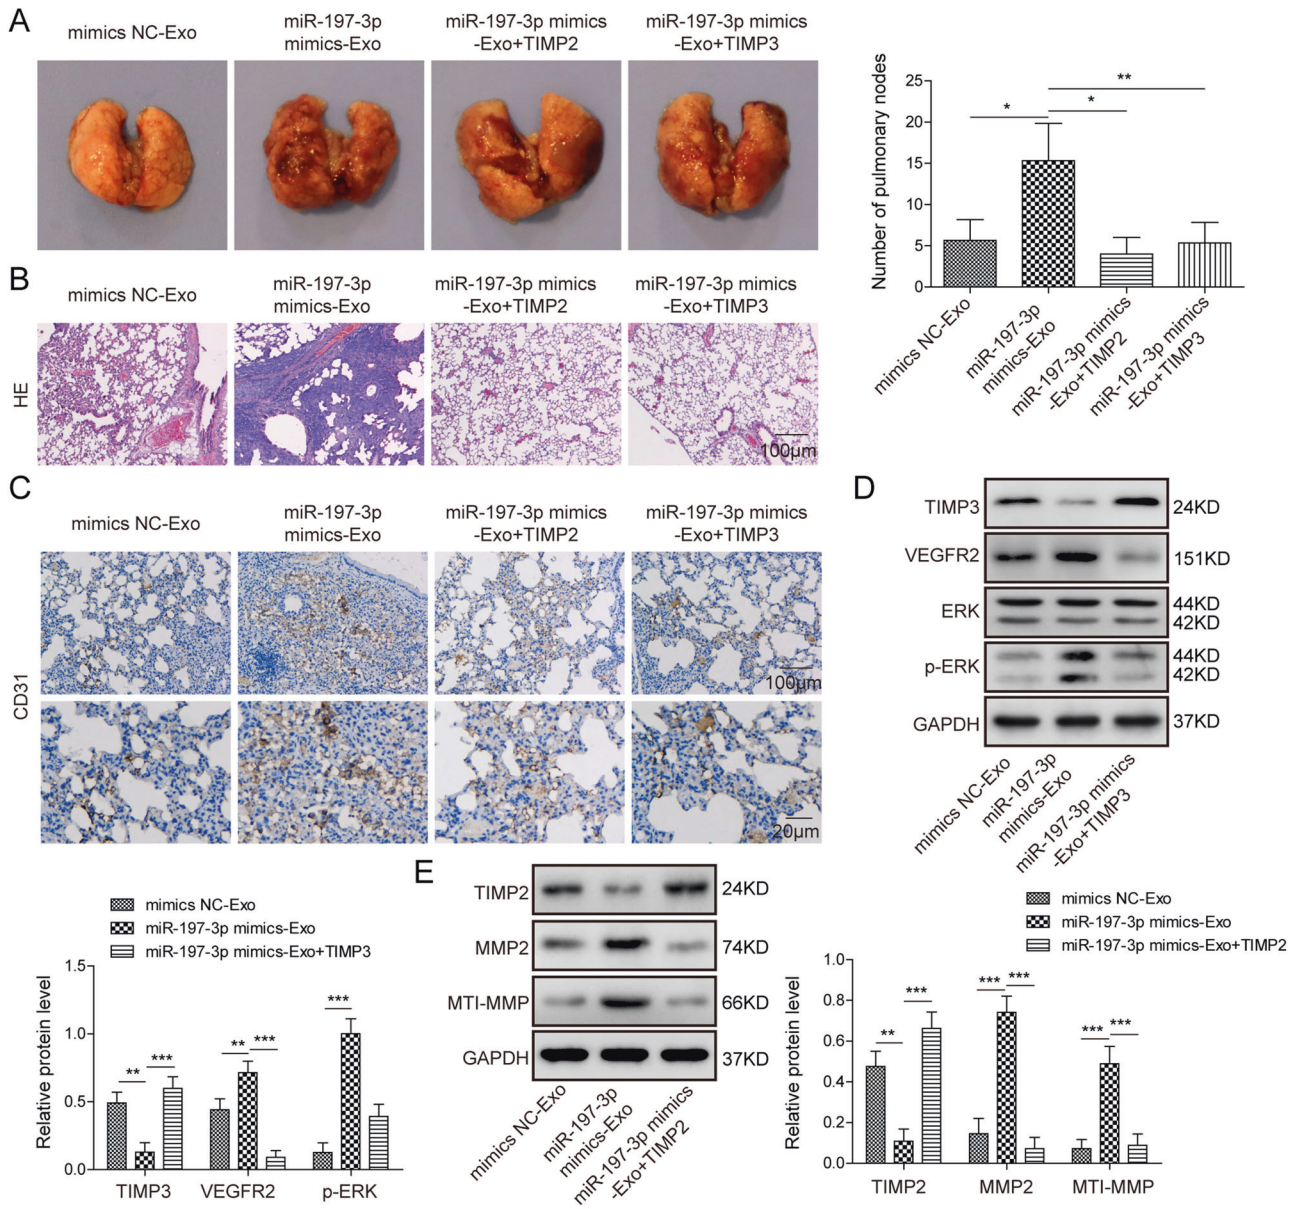 A
mimics NC-Exo
miR-197-3p
mimics-Exo
miR-197-3p mimics
-Exo+TIMP2
miR-197-3p mimics
-Exo+TIMP3
Number of pulmonary nodes
25
20
15
10
5
0
*
*
**
mimics NC-Exo
miR-197-3p
mimics-Exo
miR-197-3p mimics
-Exo+TIMP2
miR-197-3p mimics
-Exo+TIMP3
B
mimics NC-Exo
miR-197-3p
mimics-Exo
miR-197-3p mimics
-Exo+TIMP2
miR-197-3p mimics
-Exo+TIMP3
HE
100μm
C
mimics NC-Exo
miR-197-3p
mimics-Exo
miR-197-3p mimics
-Exo+TIMP2
miR-197-3p mimics
-Exo+TIMP3
CD31
100μm
20μm
D
TIMP3
24KD
VEGFR2
151KD
ERK
44KD
42KD
p-ERK
44KD
42KD
GAPDH
37KD
mimics NC-Exo
miR-197-3p
mimics-Exo
miR-197-3p mimics
-Exo+TIMP3
mimics NC-Exo
miR-197-3p mimics-Exo
miR-197-3p mimics-Exo+TIMP3
Relative protein level
1.5
1.0
0.5
0.0
**
***
**
***
***
TIMP3
VEGFR2
p-ERK
E
TIMP2
24KD
MMP2
74KD
MTI-MMP
66KD
GAPDH
37KD
mimics NC-Exo
miR-197-3p
mimics-Exo
miR-197-3p mimics
-Exo+TIMP2
mimics NC-Exo
miR-197-3p mimics-Exo
miR-197-3p mimics-Exo+TIMP2
Relative protein level
1.0
0.8
0.6
0.4
0.2
0.0
**
***
***
***
***
***
TIMP2
MMP2
MTI-MMP